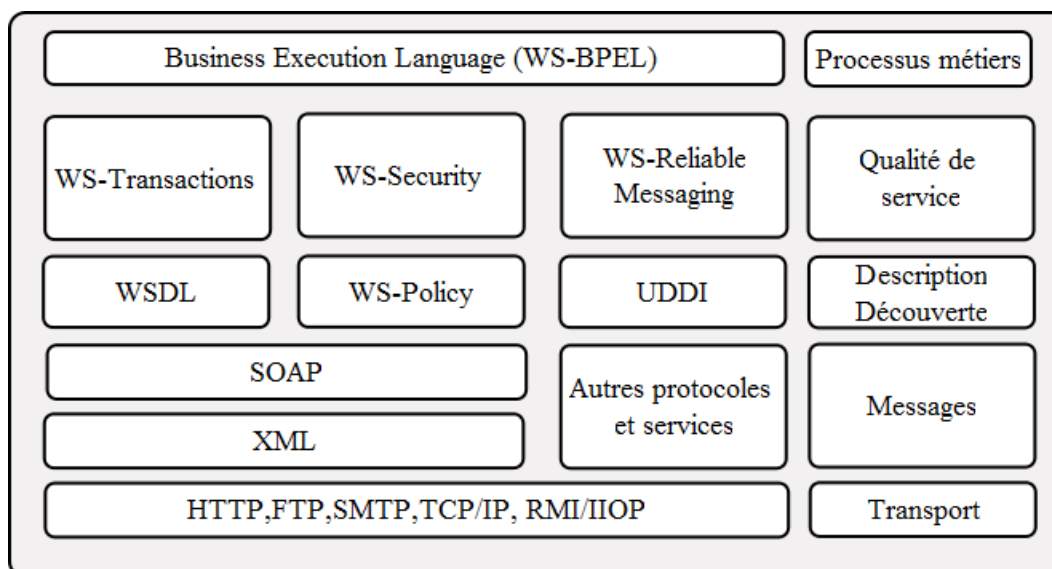 Business Execution Language (WS-BPEL)
Processus métiers
WS-Transactions
WS-Security
WS-Reliable
Messaging
Qualité de
service
WSDL
WS-Policy
UDDI
Description
Découverte
SOAP
XML
Autres protocoles
et services
Messages
HTTP,FTP,SMTP,TCP/IP, RMI/IIOP
Transport